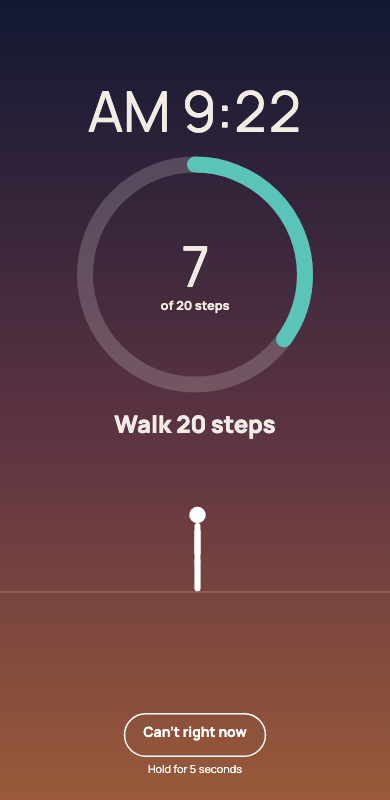 AM 9:22
7
of 20 steps
Walk 20 steps
Can't right now
Hold for 5 seconds